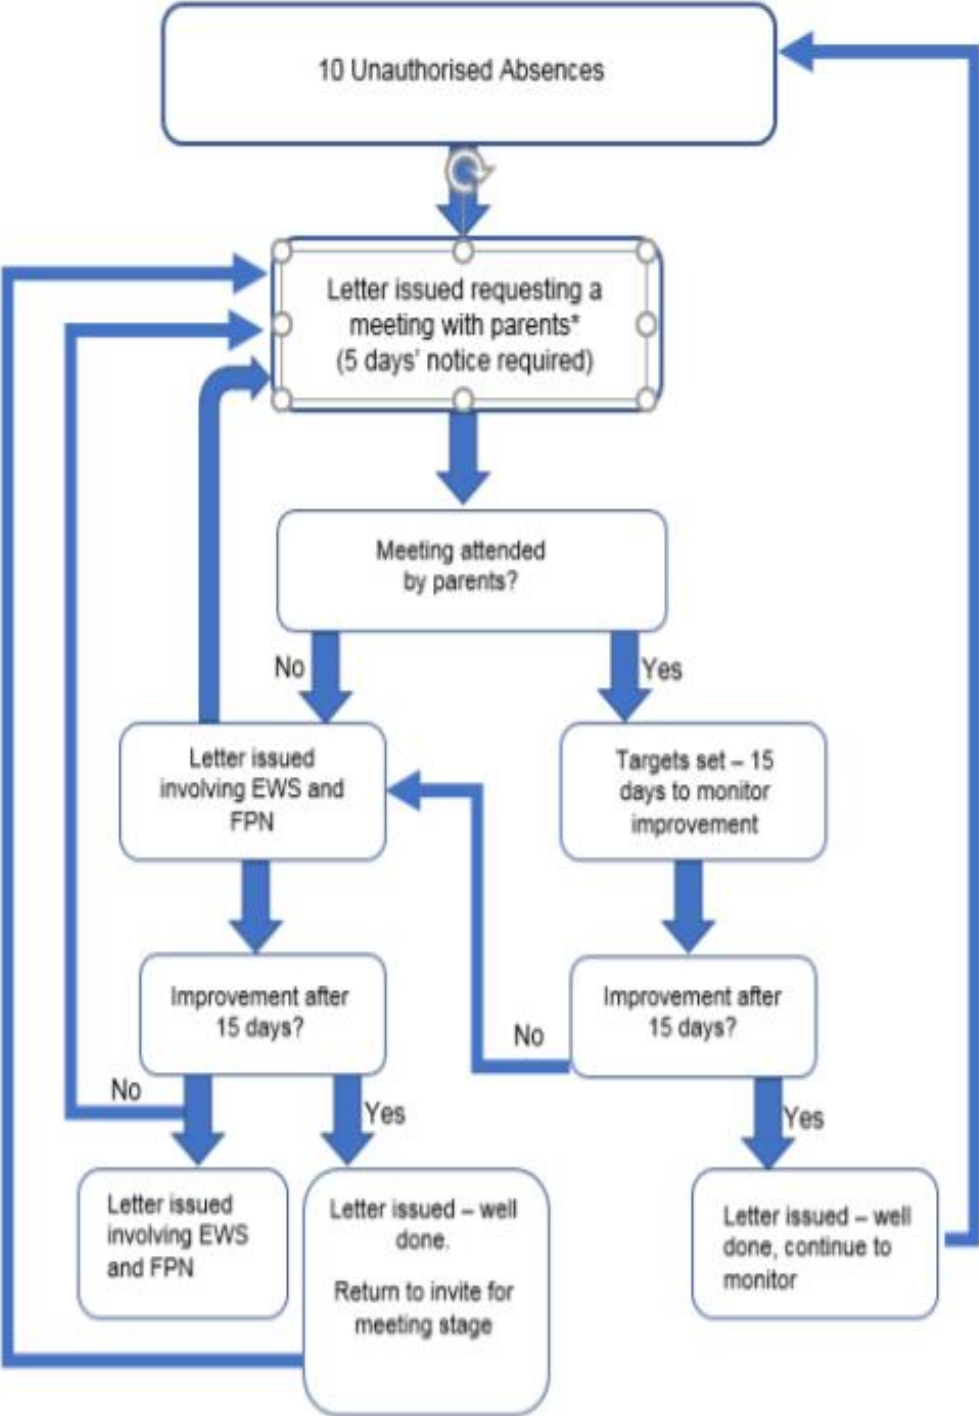 10 Unauthorised Absences
Letter issued requesting a
meeting with parents*
(5 days' notice required)
Meeting attended
by parents?
No
Yes
Letter issued
involving EWS and
FPN
Targets set – 15
days to monitor
improvement
Improvement after
15 days?
Improvement after
15 days?
No
No
Yes
Yes
Letter issued
involving EWS
and FPN
Letter issued – well
done.
Return to invite for
meeting stage
Letter issued – well
done, continue to
monitor